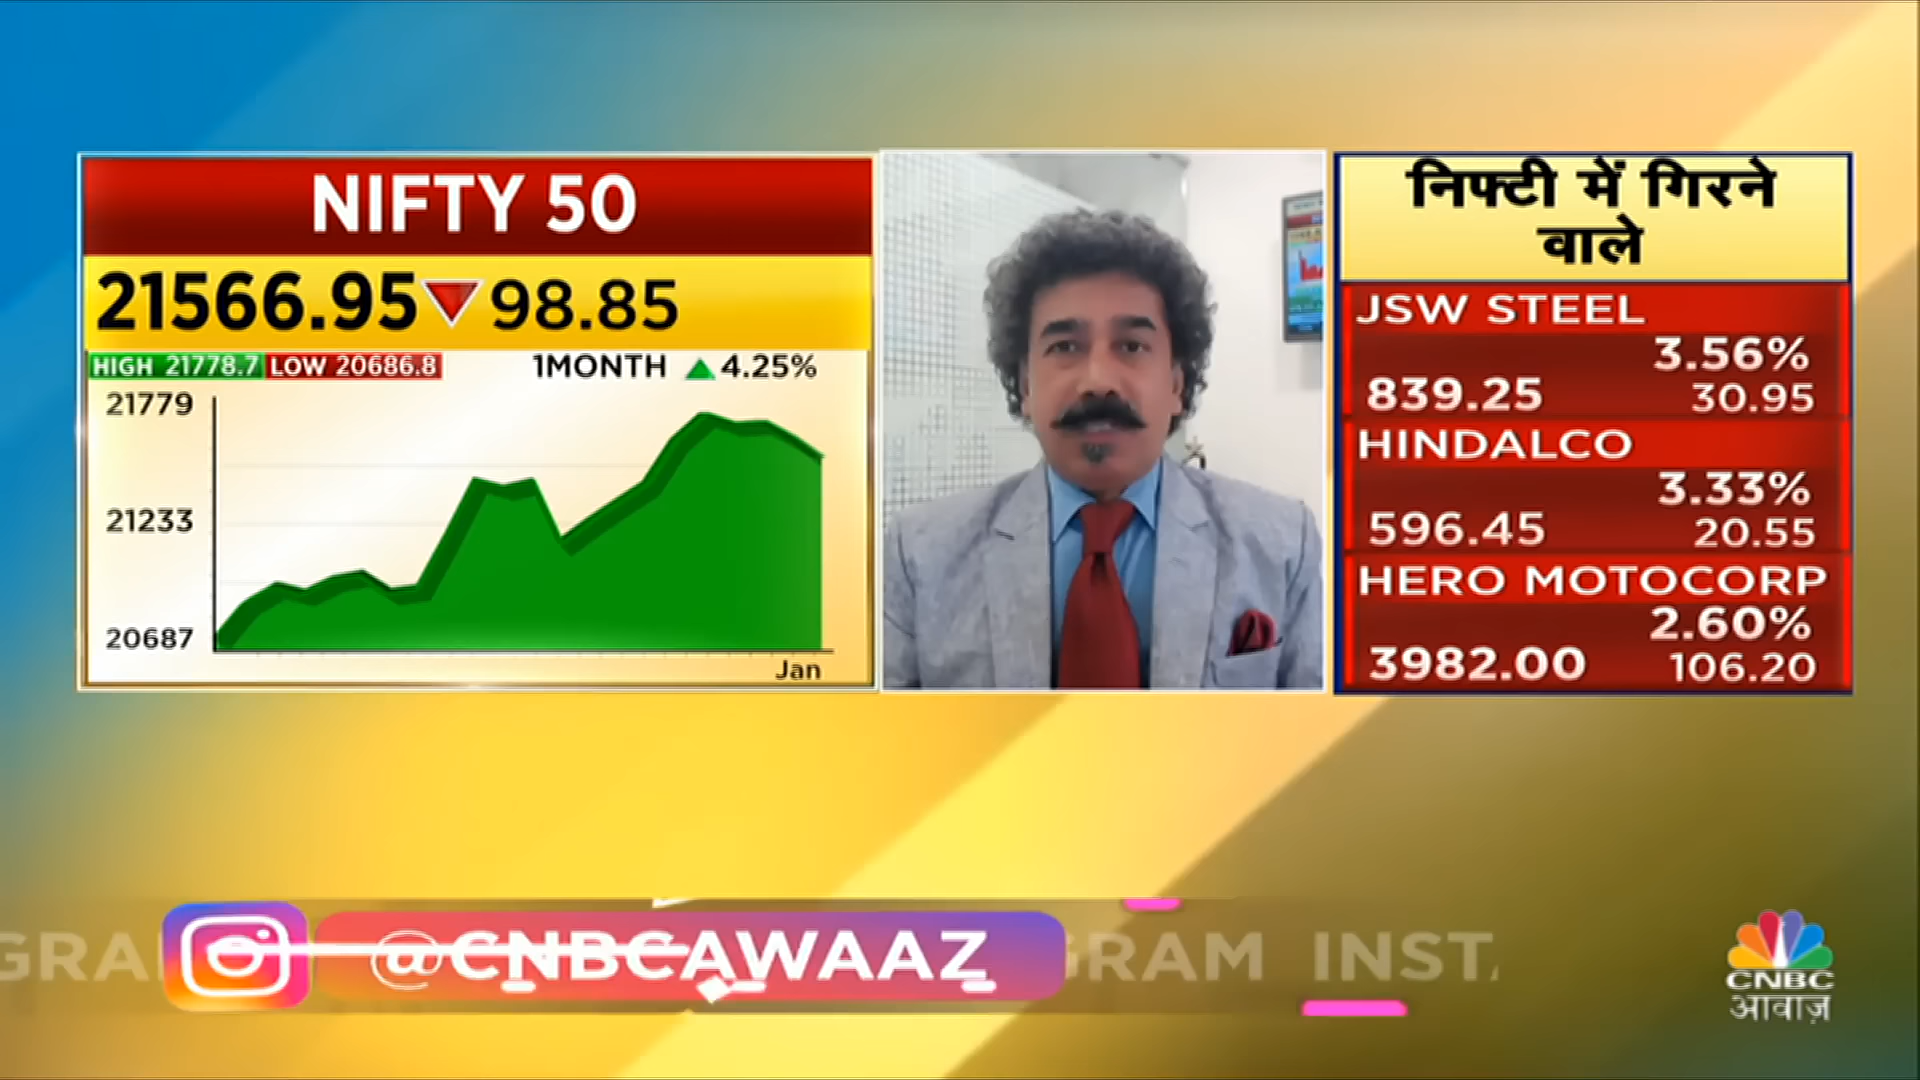 NIFTY 50
21566.95 ▼ 98.85
HIGH 21778.7 LOW 20686.8 1MONTH ▲ 4.25%
21779
21233
20687
Jan
निफ्टी में गिरने
वाले
JSW STEEL
3.56%
839.25 30.95
HINDALCO
3.33%
596.45 20.55
HERO MOTOCORP
2.60%
3982.00 106.20
GRA @CNBCAWAAZ GRAM INST
CNBC
आवाज़